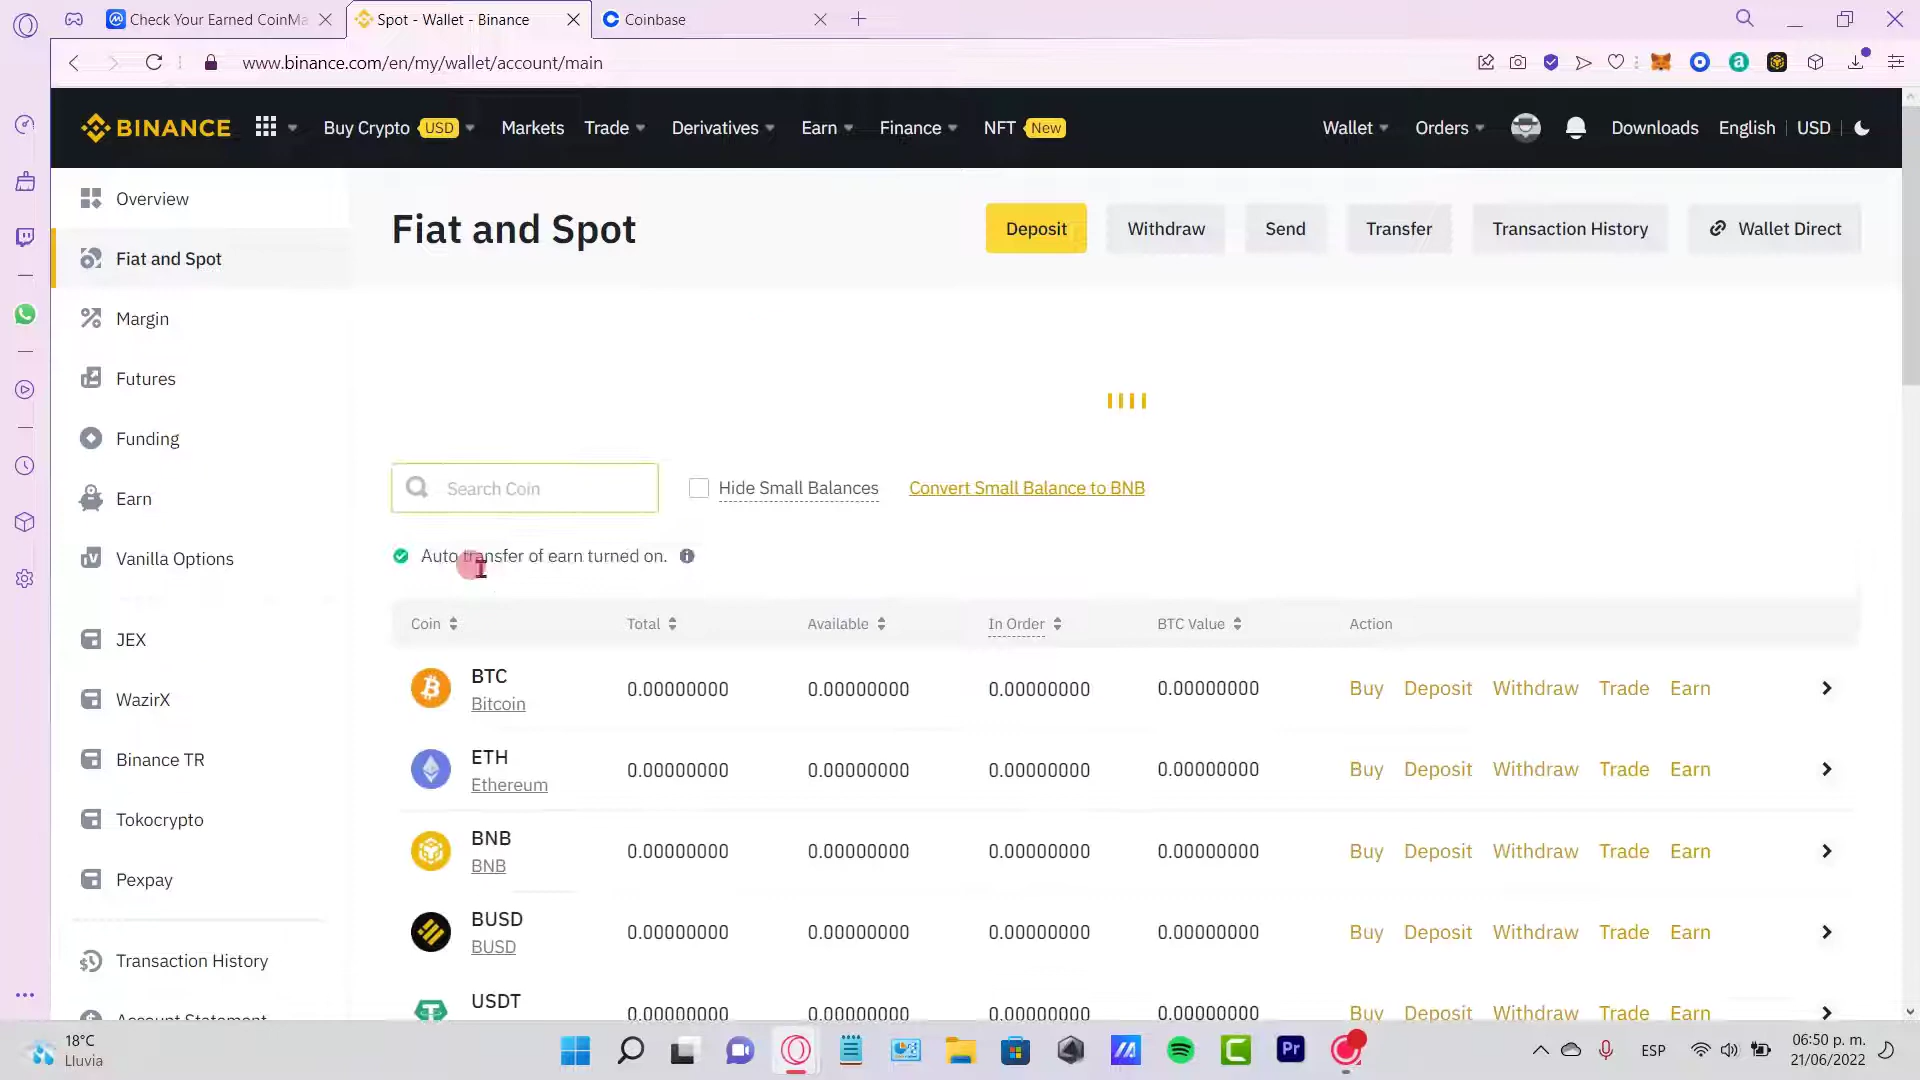 Check Your Earned CoinMa
Spot - Wallet - Binance
Coinbase
www.binance.com/en/my/wallet/account/main
BINANCE
Buy Crypto USD
Markets
Trade
Derivatives
Earn
Finance
NFT New
Wallet
Orders
Downloads
English
USD
Overview
Fiat and Spot
Margin
Futures
Funding
Earn
Vanilla Options
JEX
WazirX
Binance TR
Tokocrypto
Pexpay
Transaction History
Account Statement
Fiat and Spot
Deposit
Withdraw
Send
Transfer
Transaction History
Wallet Direct
Search Coin
Hide Small Balances
Convert Small Balance to BNB
Auto transfer of earn turned on.
Coin Total Available In Order BTC Value Action
BTC
Bitcoin
0.00000000 0.00000000 0.00000000 0.00000000 Buy Deposit Withdraw Trade Earn
ETH
Ethereum
0.00000000 0.00000000 0.00000000 0.00000000 Buy Deposit Withdraw Trade Earn
BNB
BNB
0.00000000 0.00000000 0.00000000 0.00000000 Buy Deposit Withdraw Trade Earn
BUSD
BUSD
0.00000000 0.00000000 0.00000000 0.00000000 Buy Deposit Withdraw Trade Earn
USDT
0.00000000 0.00000000 0.00000000 0.00000000 Buy Deposit Withdraw Trade Earn
18°C
Lluvia
Pr
ESP
06:50 p. m.
21/06/2022